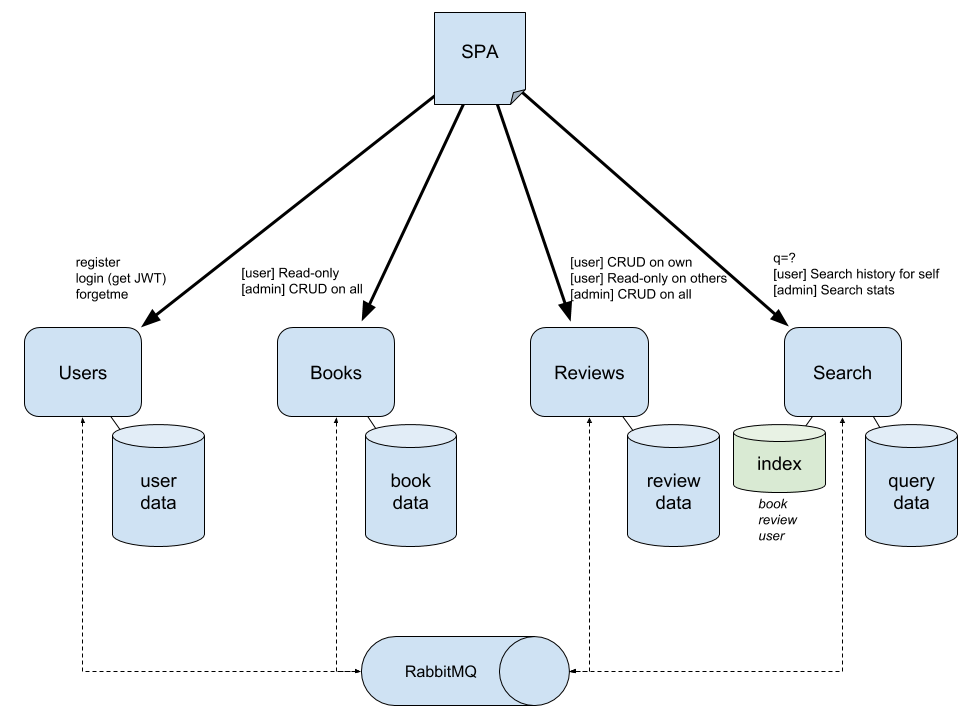 SPA
register
login (get JWT)
forgetme
[user] Read-only
[admin] CRUD on all
[user] CRUD on own
[user] Read-only on others
[admin] CRUD on all
q=?
[user] Search history for self
[admin] Search stats
Users
Books
Reviews
Search
user
data
book
data
review
data
index
book
review
user
query
data
RabbitMQ